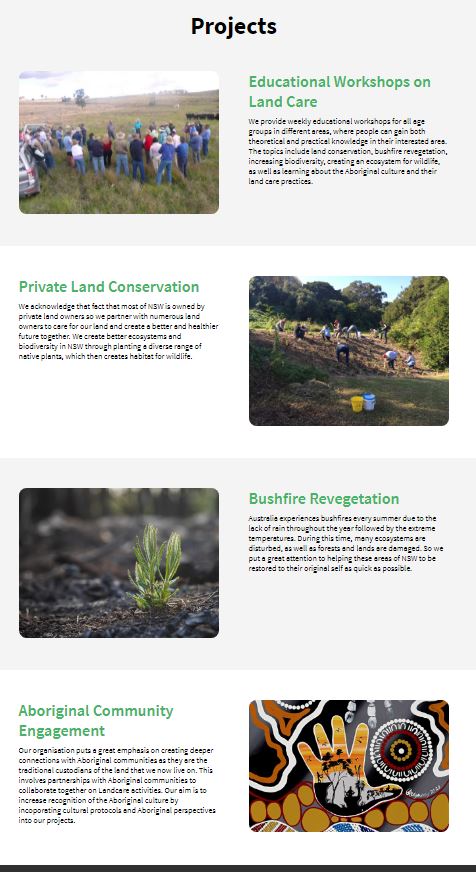 Projects
Educational Workshops on
Land Care
We provide weekly educational workshops for all age
groups in different areas, where people can gain both
theoretical and practical knowledge in their interested area.
The topics include land conservation, bushfire revegetation,
increasing biodiversity, creating an ecosystem for wildlife,
as well as learning about the Aboriginal culture and their
land care practices.
Private Land Conservation
We acknowledge that fact that most of NSW is owned by
private land owners so we partner with numerous land
owners to care for our land and create a better and healthier
future together. We create better ecosystems and
biodiversity in NSW through planting a diverse range of
native plants, which then creates habitat for wildlife.
Bushfire Revegetation
Australia experiences bushfires every summer due to the
lack of rain throughout the year followed by the extreme
temperatures. During this time, many ecosystems are
disturbed, as well as forests and lands are damaged. So we
put a great attention to helping these areas of NSW to be
restored to their original self as quick as possible.
Aboriginal Community
Engagement
Our organisation puts a great emphasis on creating deeper
connections with Aboriginal communities as they are the
traditional custodians of the land that we now live on. This
involves partnerships with Aboriginal communities to
collaborate together on Landcare activities. Our aim is to
increase recognition of the Aboriginal culture by
incoporating cultural protocols and Aboriginal perspectives
into our projects.